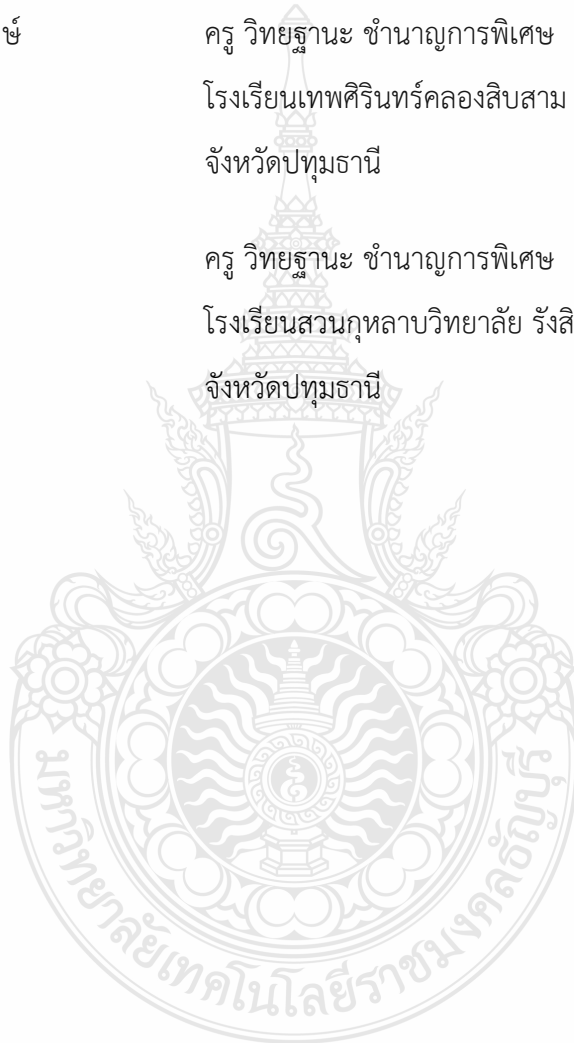 ษ์ ครู วิทยฐานะ ชำนาญการพิเศษ
โรงเรียนเทพศิรินทร์คลองสิบสาม
จังหวัดปทุมธานี
ครู วิทยฐานะ ชำนาญการพิเศษ
โรงเรียนสวนกุหลาบวิทยาลัย รังสิ
จังหวัดปทุมธานี
มหาวิทยาลัยเทคโนโลยีราชมงคลธัญบุรี